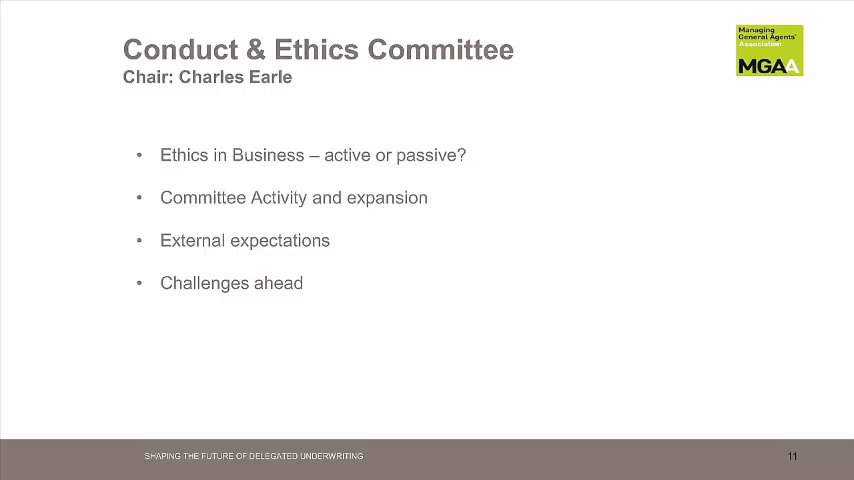 Conduct & Ethics Committee
Chair: Charles Earle
Managing
General Agents'
Association
MGAA
• Ethics in Business – active or passive?
• Committee Activity and expansion
• External expectations
• Challenges ahead
SHAPING THE FUTURE OF DELEGATED UNDERWRITING
11